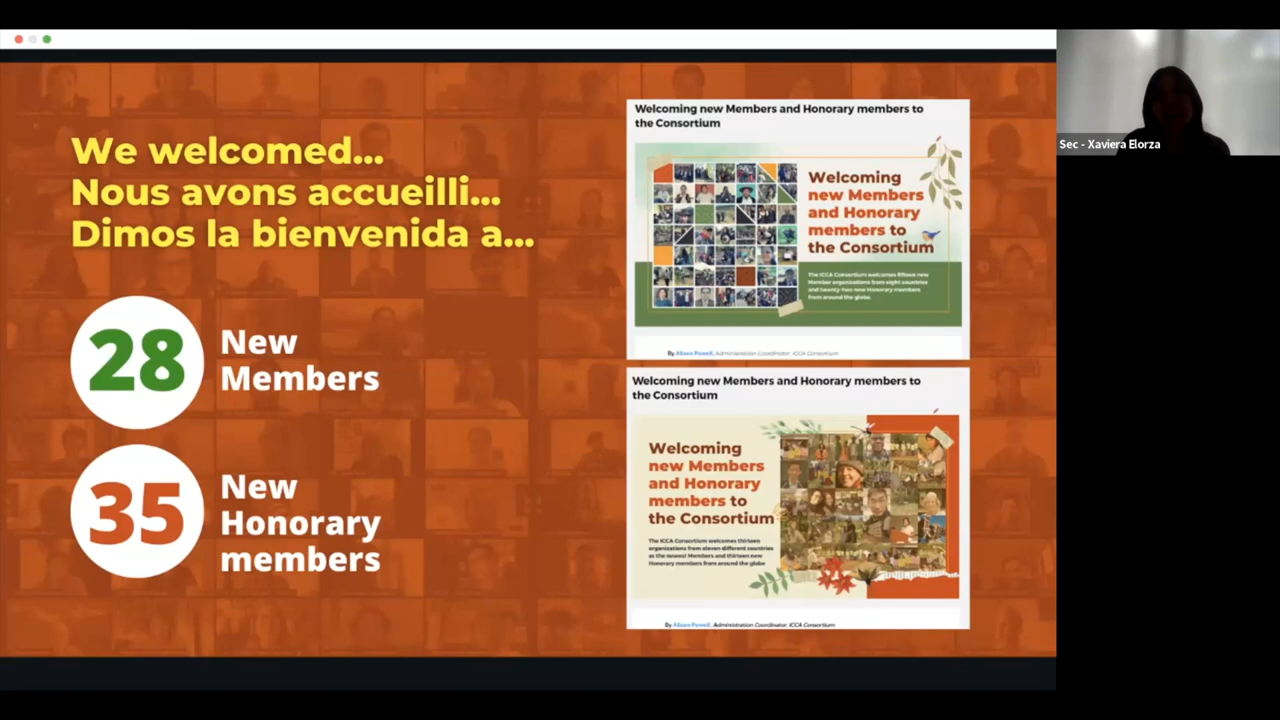 We welcomed...
Nous avons accueilli...
Dimos la bienvenida a...
28
New
Members
35
New
Honorary
members
Welcoming new Members and Honorary members to
the Consortium
Welcoming
new Members
and Honorary
members to
the Consortium
The ICCA Consortium welcomes fifteen new
Member organisations from eight countries
and twenty-two new Honorary members
from around the globe.
By Alison Powell, Administration Coordinator, ICCA Consortium
Welcoming new Members and Honorary members to
the Consortium
Welcoming
new Members
and Honorary
members to
the Consortium
The ICCA Consortium welcomes thirteen
organisations from eleven different countries
as the newest Members and thirteen new
Honorary members from around the globe
By Alison Powell, Administration Coordinator, ICCA Consortium
Sec - Xaviera Elorza